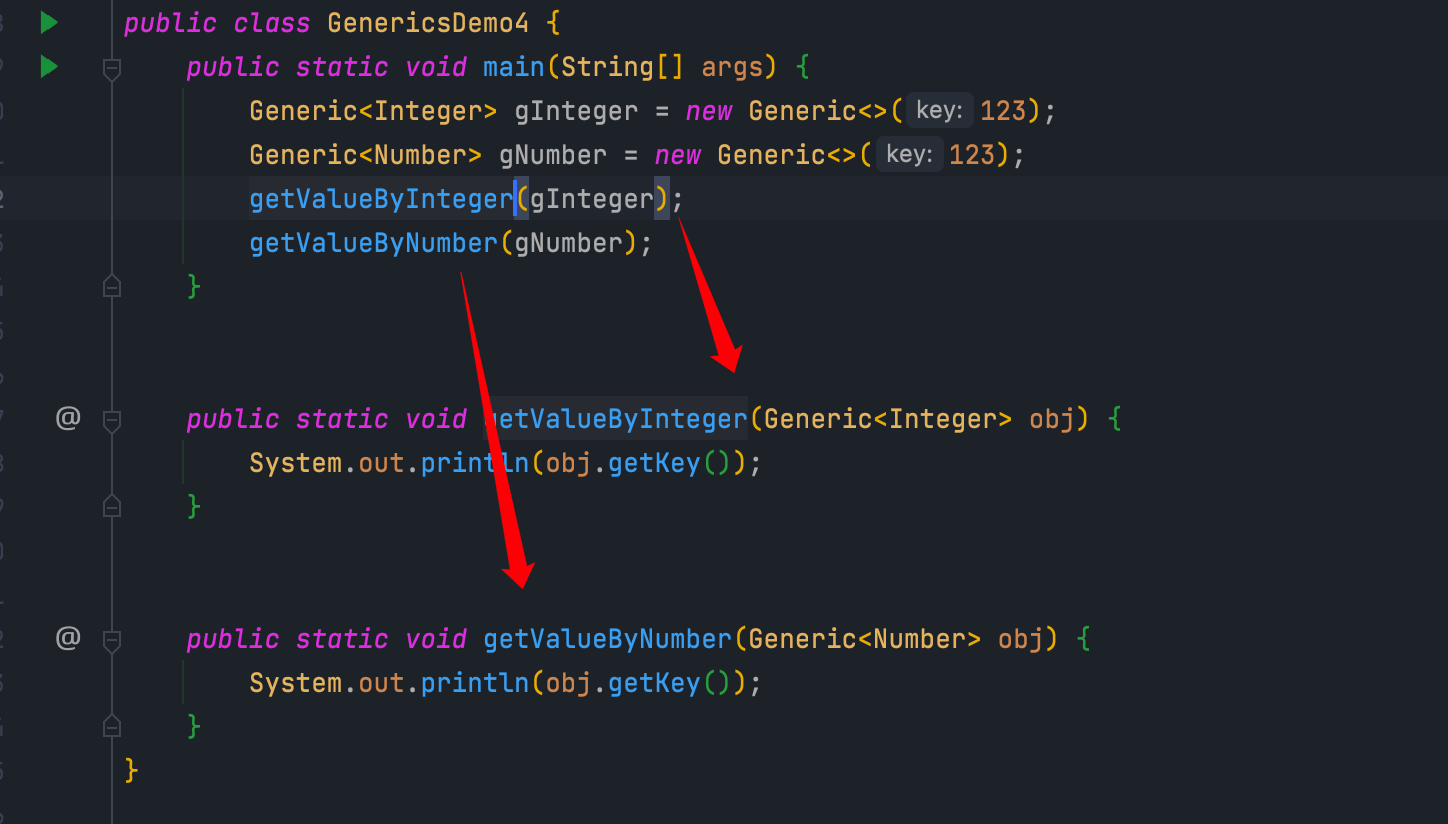 public class GenericsDemo4 {
public static void main(String[] args) {
Generic<Integer> gInteger = new Generic<>( key: 123);
Generic<Number> gNumber = new Generic<>( key: 123);
getValueByInteger(gInteger);
getValueByNumber(gNumber);
}
@ public static void getValueByInteger(Generic<Integer> obj) {
System.out.println(obj.getKey());
}
@ public static void getValueByNumber(Generic<Number> obj) {
System.out.println(obj.getKey());
}
}